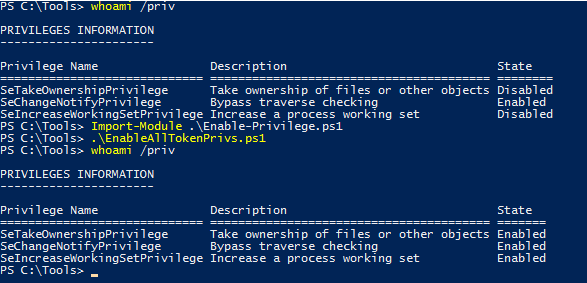 PS C:\Tools> whoami /priv
PRIVILEGES INFORMATION
----------------------
Privilege Name                Description                              State
============================= ======================================== ========
SeTakeOwnershipPrivilege      Take ownership of files or other objects Disabled
SeChangeNotifyPrivilege       Bypass traverse checking                 Enabled
SeIncreaseWorkingSetPrivilege Increase a process working set           Disabled
PS C:\Tools> Import-Module .\Enable-Privilege.ps1
PS C:\Tools> .\EnableAllTokenPrivs.ps1
PS C:\Tools> whoami /priv
PRIVILEGES INFORMATION
----------------------
Privilege Name                Description                              State
============================= ======================================== =======
SeTakeOwnershipPrivilege      Take ownership of files or other objects Enabled
SeChangeNotifyPrivilege       Bypass traverse checking                 Enabled
SeIncreaseWorkingSetPrivilege Increase a process working set           Enabled
PS C:\Tools> _